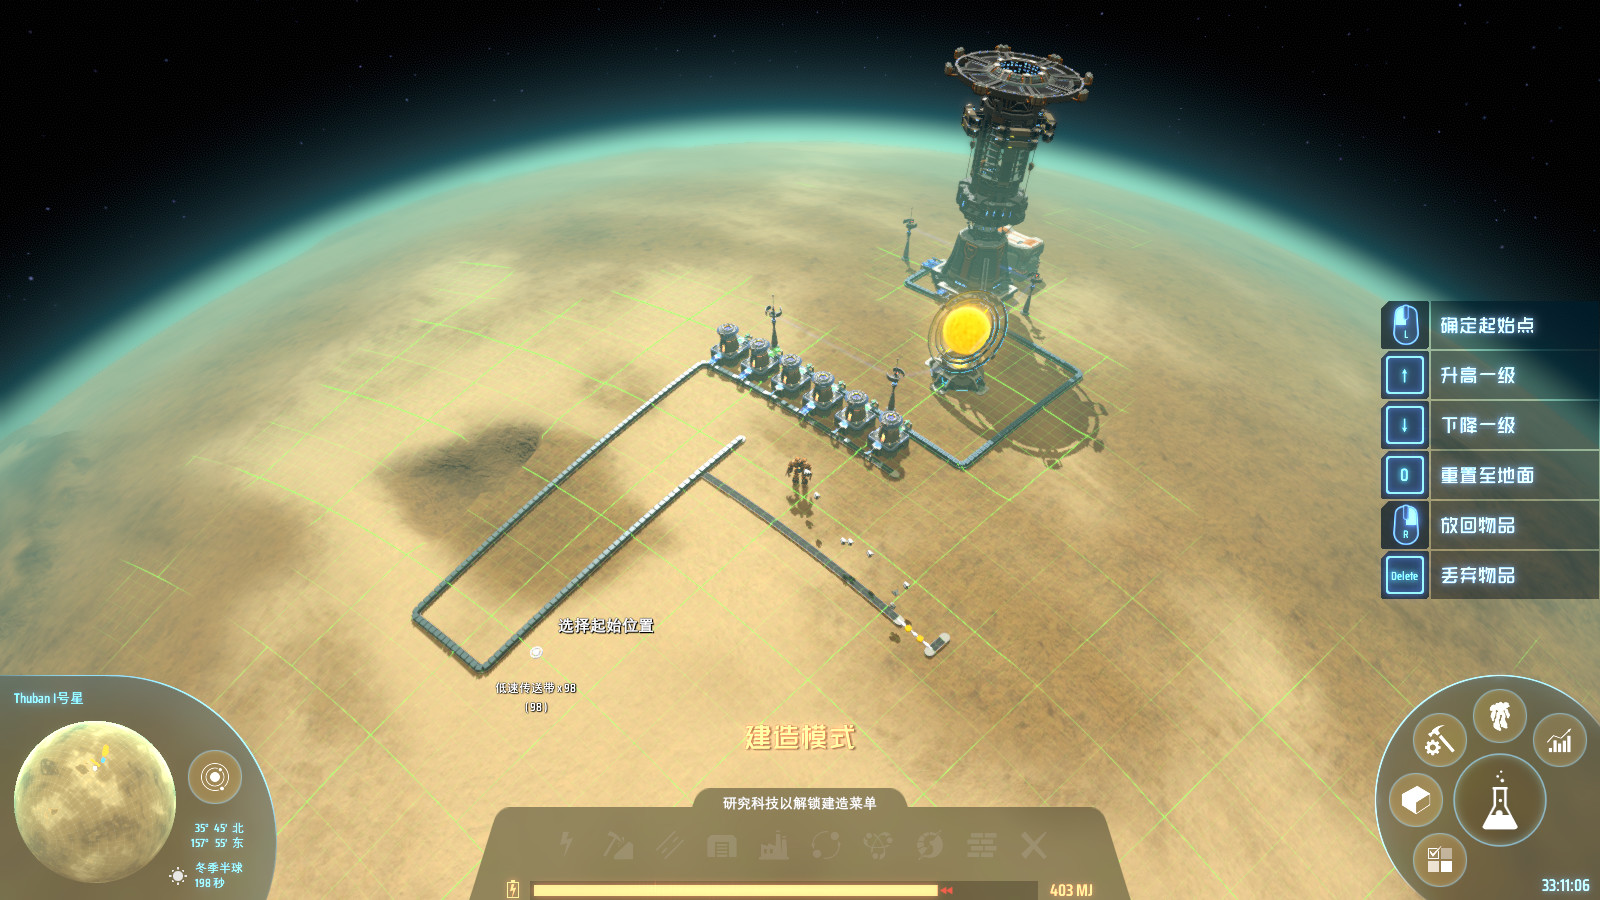 L
确定起始点
↑
升高一级
↓
下降一级
0
重置至地面
R
放回物品
Delete
丢弃物品
选择起始位置
低速传送带 x 98
(98)
Thuban I号星
建造模式
研究科技以解锁建造菜单
35° 45′ 北
157° 55′ 东
冬季半球
198 秒
403 MJ
33:11:06